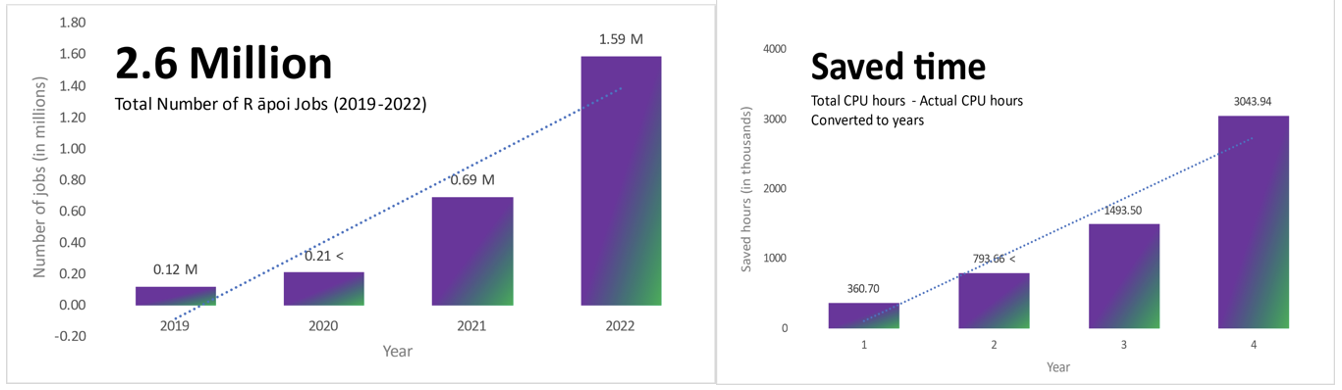 2.6 Million
Total Number of R āpoi Jobs (2019-2022)
Number of jobs (in millions)
1.80
1.60
1.40
1.20
1.00
0.80
0.60
0.40
0.20
0.00
-0.20
0.12 M
0.21 <
0.69 M
1.59 M
2019 2020 2021 2022
Year
Saved time
Total CPU hours - Actual CPU hours
Converted to years
Saved hours (in thousands)
4000
3000
2000
1000
0
360.70
793.66 <
1493.50
3043.94
1 2 3 4
Year